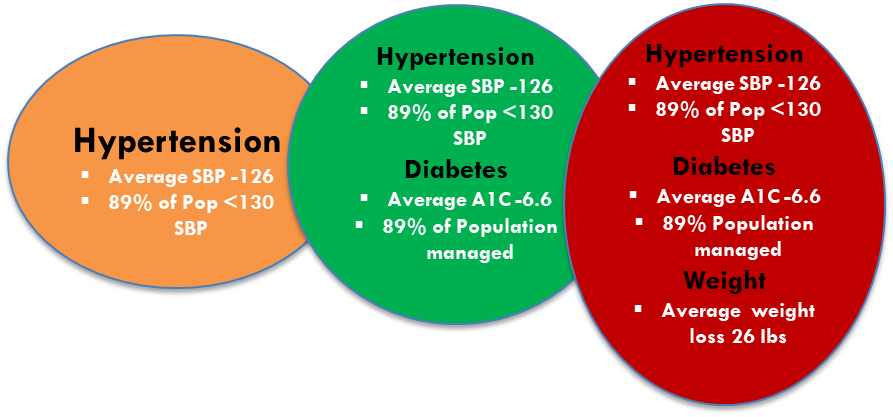 Hypertension
▪ Average SBP -126
▪ 89% of Pop <130
SBP
Hypertension
▪ Average SBP -126
▪ 89% of Pop <130
SBP
Diabetes
▪ Average A1C -6.6
▪ 89% of Population
managed
Hypertension
▪ Average SBP -126
▪ 89% of Pop <130
SBP
Diabetes
▪ Average A1C -6.6
▪ 89% Population
managed
Weight
▪ Average weight
loss 26 Ibs